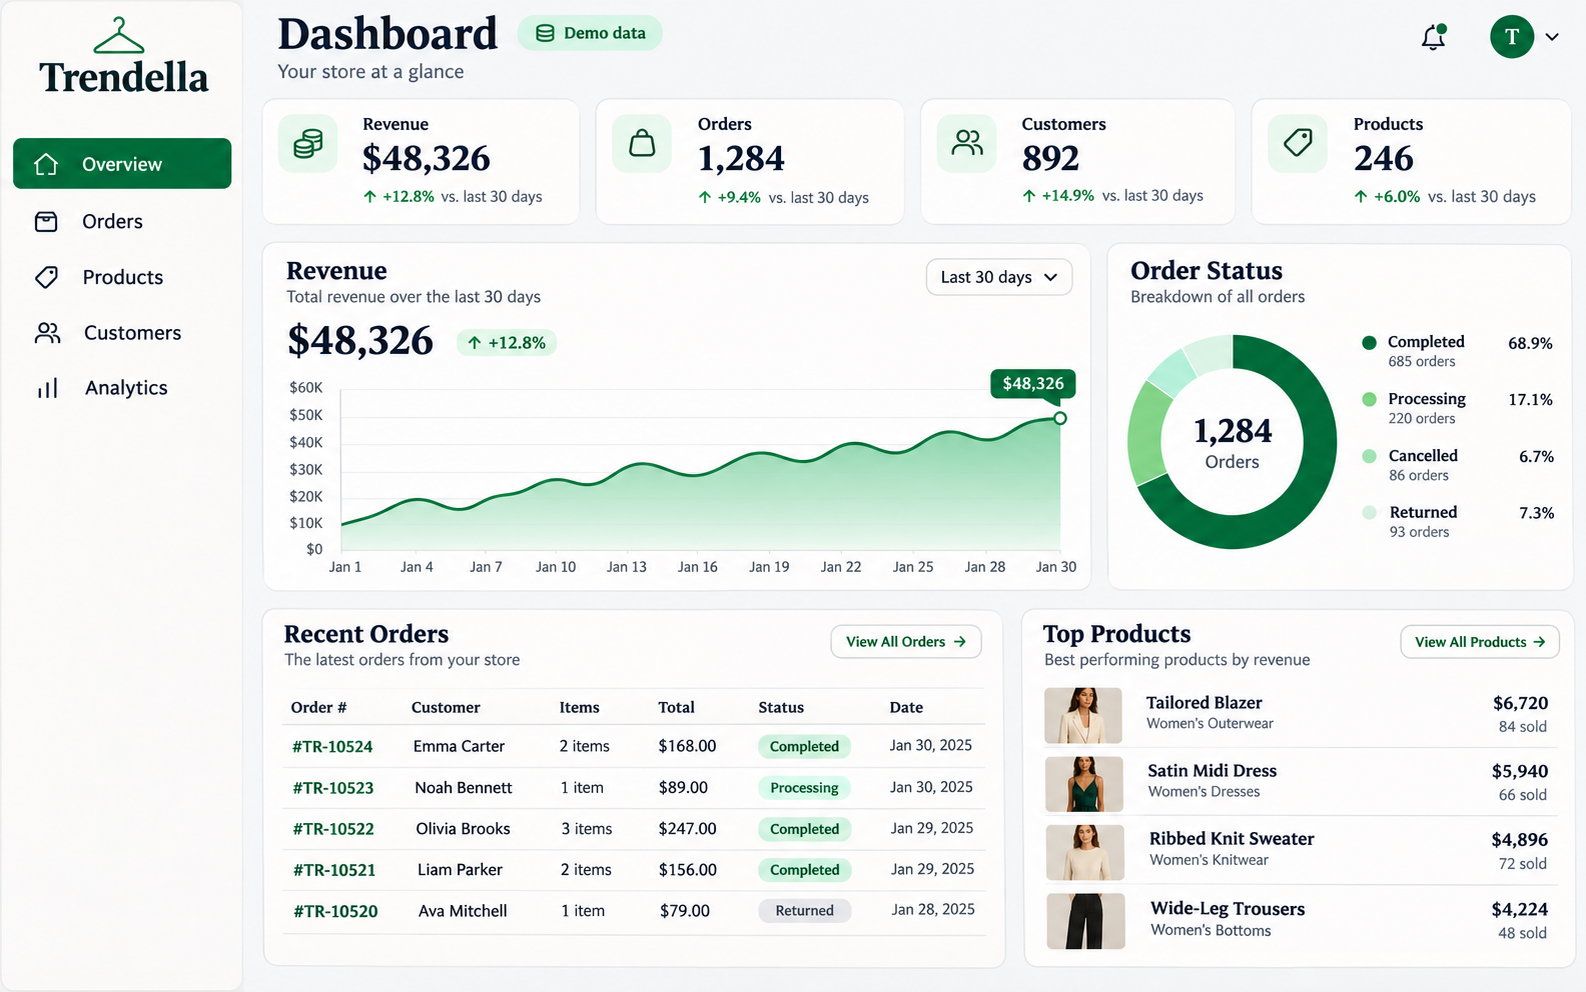 Trendella
Overview
Orders
Products
Customers
Analytics
Dashboard
Demo data
Your store at a glance
T
Revenue
$48,326
+12.8% vs. last 30 days
Orders
1,284
+9.4% vs. last 30 days
Customers
892
+14.9% vs. last 30 days
Products
246
+6.0% vs. last 30 days
Revenue
Total revenue over the last 30 days
Last 30 days
$48,326
+12.8%
$48,326
$60K
$50K
$40K
$30K
$20K
$10K
$0
Jan 1 Jan 4 Jan 7 Jan 10 Jan 13 Jan 16 Jan 19 Jan 22 Jan 25 Jan 28 Jan 30
Order Status
Breakdown of all orders
1,284
Orders
Completed 68.9%
685 orders
Processing 17.1%
220 orders
Cancelled 6.7%
86 orders
Returned 7.3%
93 orders
Recent Orders
The latest orders from your store
View All Orders →
Order # Customer Items Total Status Date
#TR-10524 Emma Carter 2 items $168.00 Completed Jan 30, 2025
#TR-10523 Noah Bennett 1 item $89.00 Processing Jan 30, 2025
#TR-10522 Olivia Brooks 3 items $247.00 Completed Jan 29, 2025
#TR-10521 Liam Parker 2 items $156.00 Completed Jan 29, 2025
#TR-10520 Ava Mitchell 1 item $79.00 Returned Jan 28, 2025
Top Products
Best performing products by revenue
View All Products →
Tailored Blazer $6,720
Women's Outerwear 84 sold
Satin Midi Dress $5,940
Women's Dresses 66 sold
Ribbed Knit Sweater $4,896
Women's Knitwear 72 sold
Wide-Leg Trousers $4,224
Women's Bottoms 48 sold